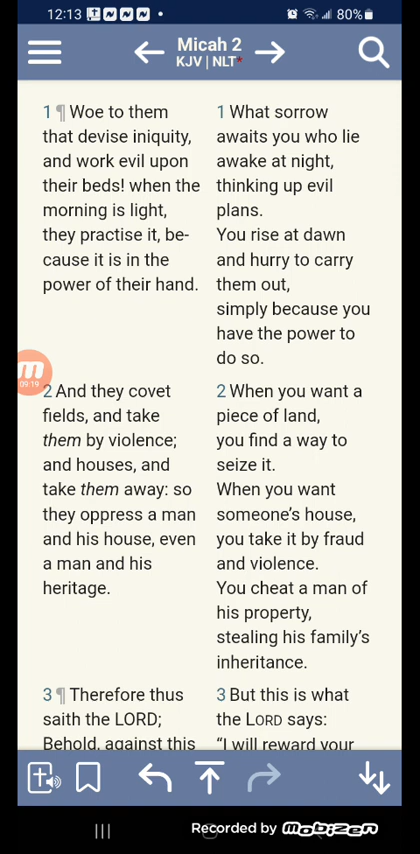 12:13 80%
Micah 2
KJV | NLT*
1 ¶ Woe to them
that devise iniquity,
and work evil upon
their beds! when the
morning is light,
they practise it, be-
cause it is in the
power of their hand.
1 What sorrow
awaits you who lie
awake at night,
thinking up evil
plans.
You rise at dawn
and hurry to carry
them out,
simply because you
have the power to
do so.
09:19
2 And they covet
fields, and take
them by violence;
and houses, and
take them away: so
they oppress a man
and his house, even
a man and his
heritage.
2 When you want a
piece of land,
you find a way to
seize it.
When you want
someone's house,
you take it by fraud
and violence.
You cheat a man of
his property,
stealing his family's
inheritance.
3 ¶ Therefore thus
saith the LORD;
Behold, against this
3 But this is what
the LORD says:
“I will reward your
Recorded by mobizen